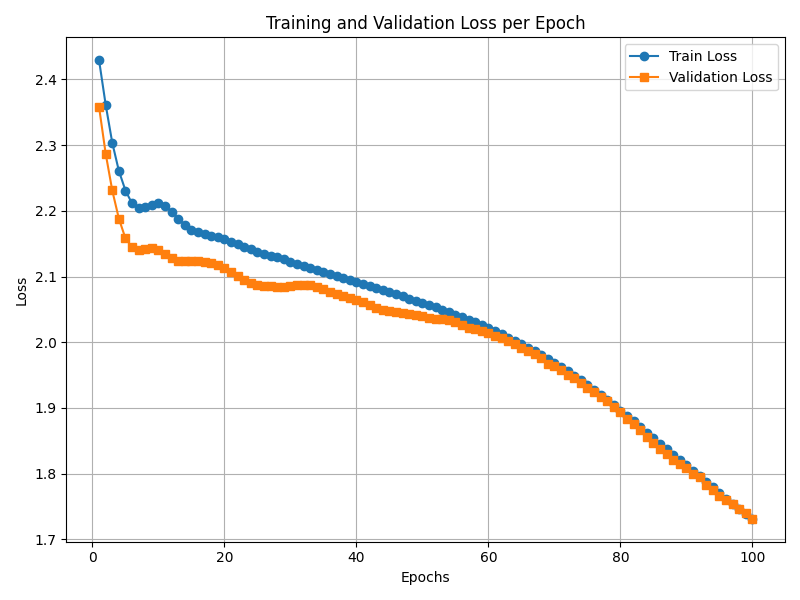 Training and Validation Loss per Epoch
Train Loss
Validation Loss
Loss
2.4
2.3
2.2
2.1
2.0
1.9
1.8
1.7
0 20 40 60 80 100
Epochs